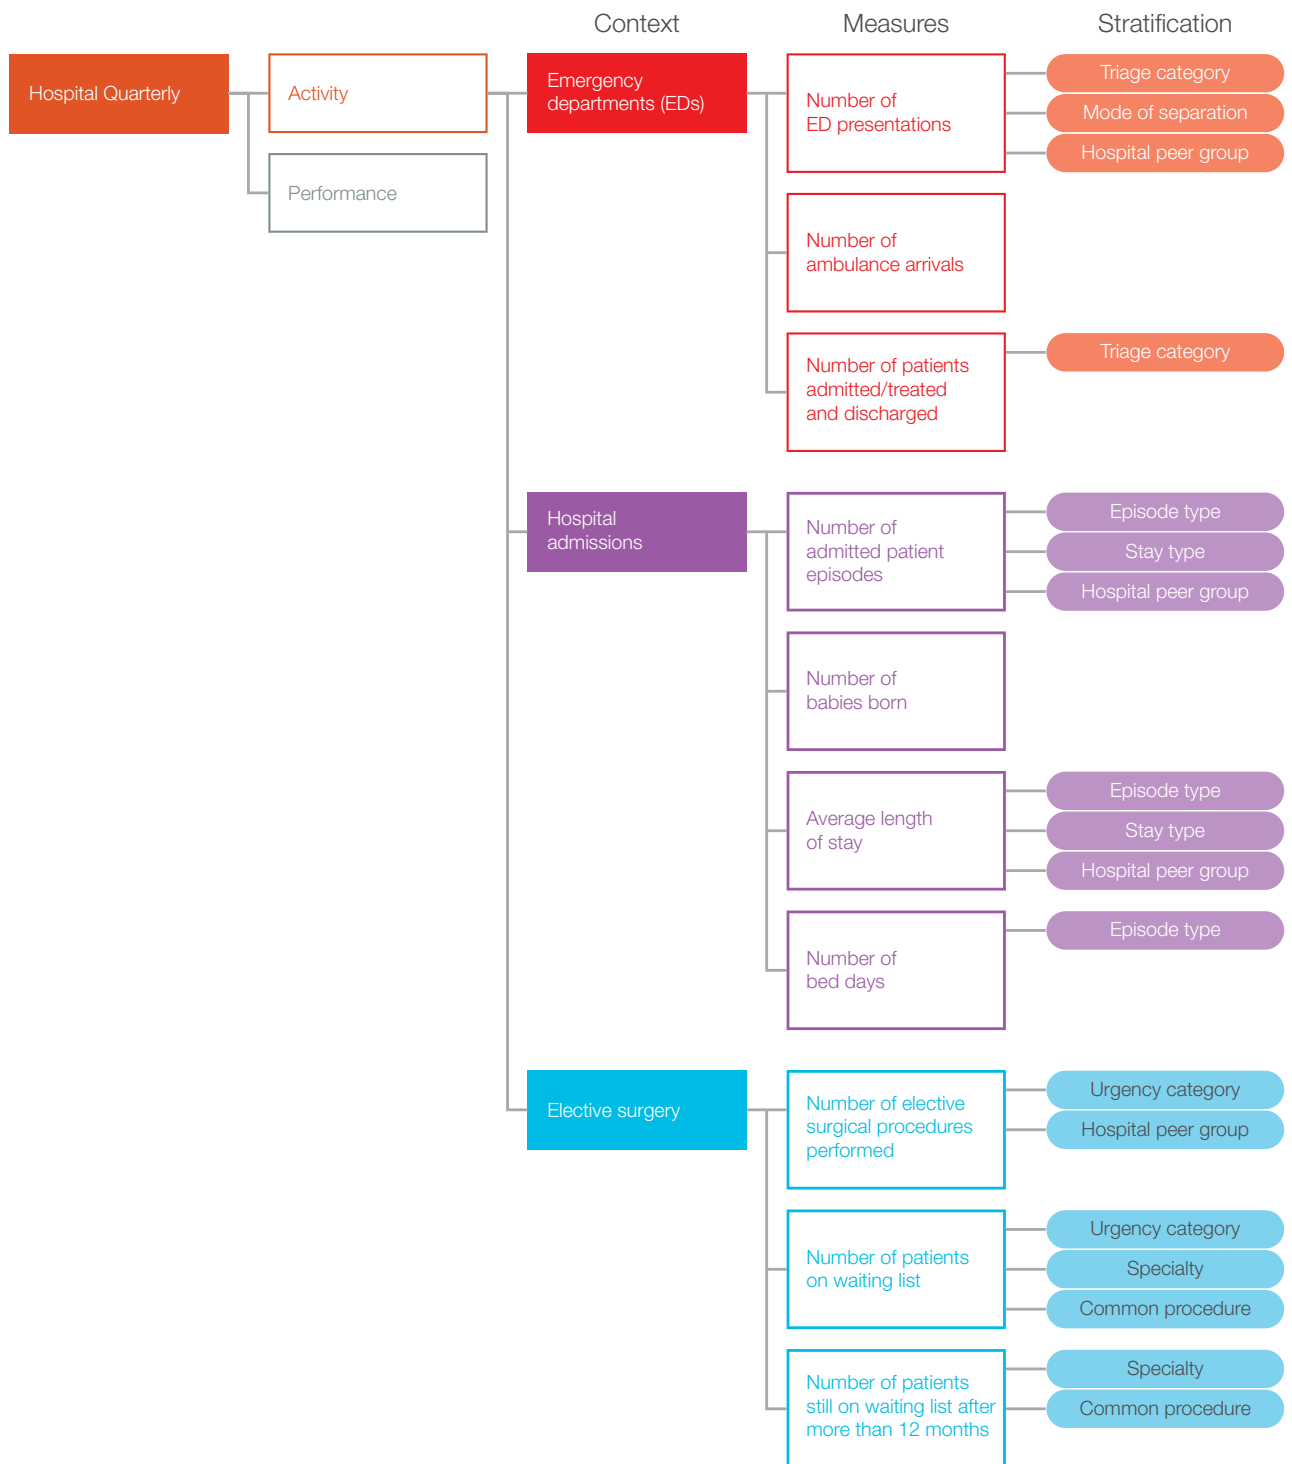 Context
Measures
Stratification
Hospital Quarterly
Activity
Performance
Emergency
departments (EDs)
Number of
ED presentations
Triage category
Mode of separation
Hospital peer group
Number of
ambulance arrivals
Number of patients
admitted/treated
and discharged
Triage category
Hospital
admissions
Number of
admitted patient
episodes
Episode type
Stay type
Hospital peer group
Number of
babies born
Average length
of stay
Episode type
Stay type
Hospital peer group
Number of
bed days
Episode type
Elective surgery
Number of elective
surgical procedures
performed
Urgency category
Hospital peer group
Number of patients
on waiting list
Urgency category
Specialty
Common procedure
Number of patients
still on waiting list after
more than 12 months
Specialty
Common procedure